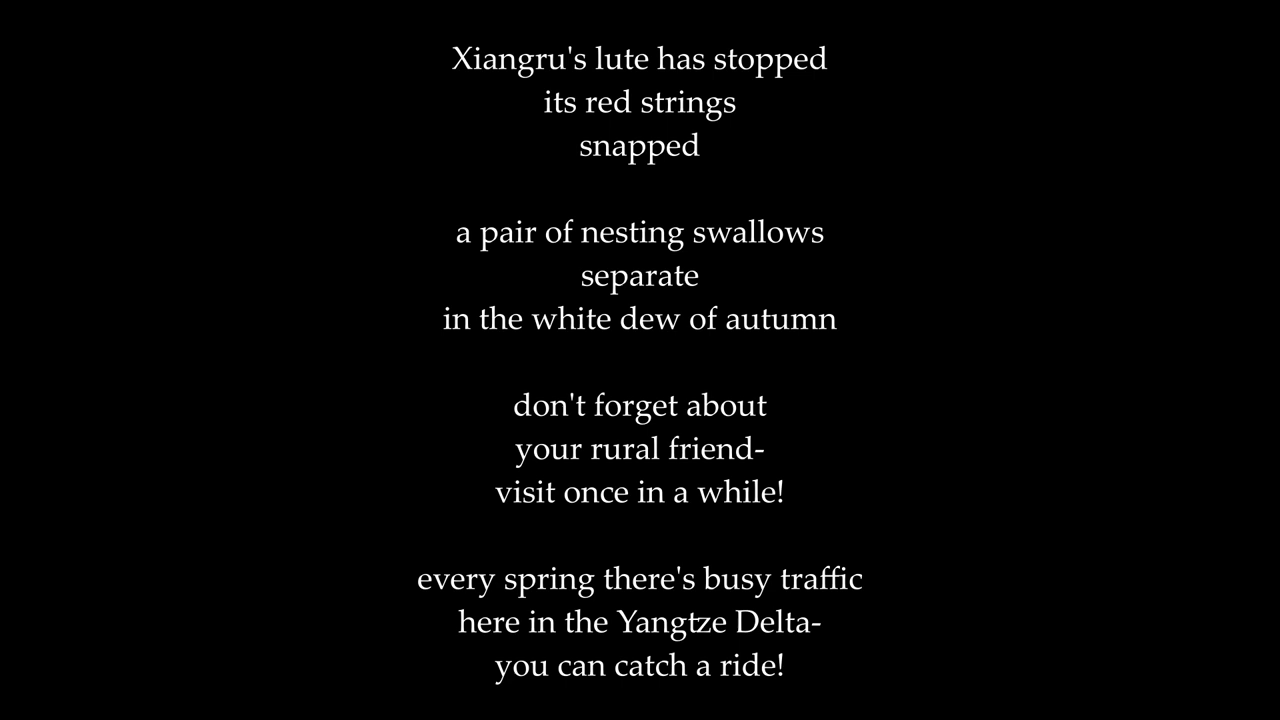 Xiangru's lute has stopped
its red strings
snapped
a pair of nesting swallows
separate
in the white dew of autumn
don't forget about
your rural friend-
visit once in a while!
every spring there's busy traffic
here in the Yangtze Delta-
you can catch a ride!